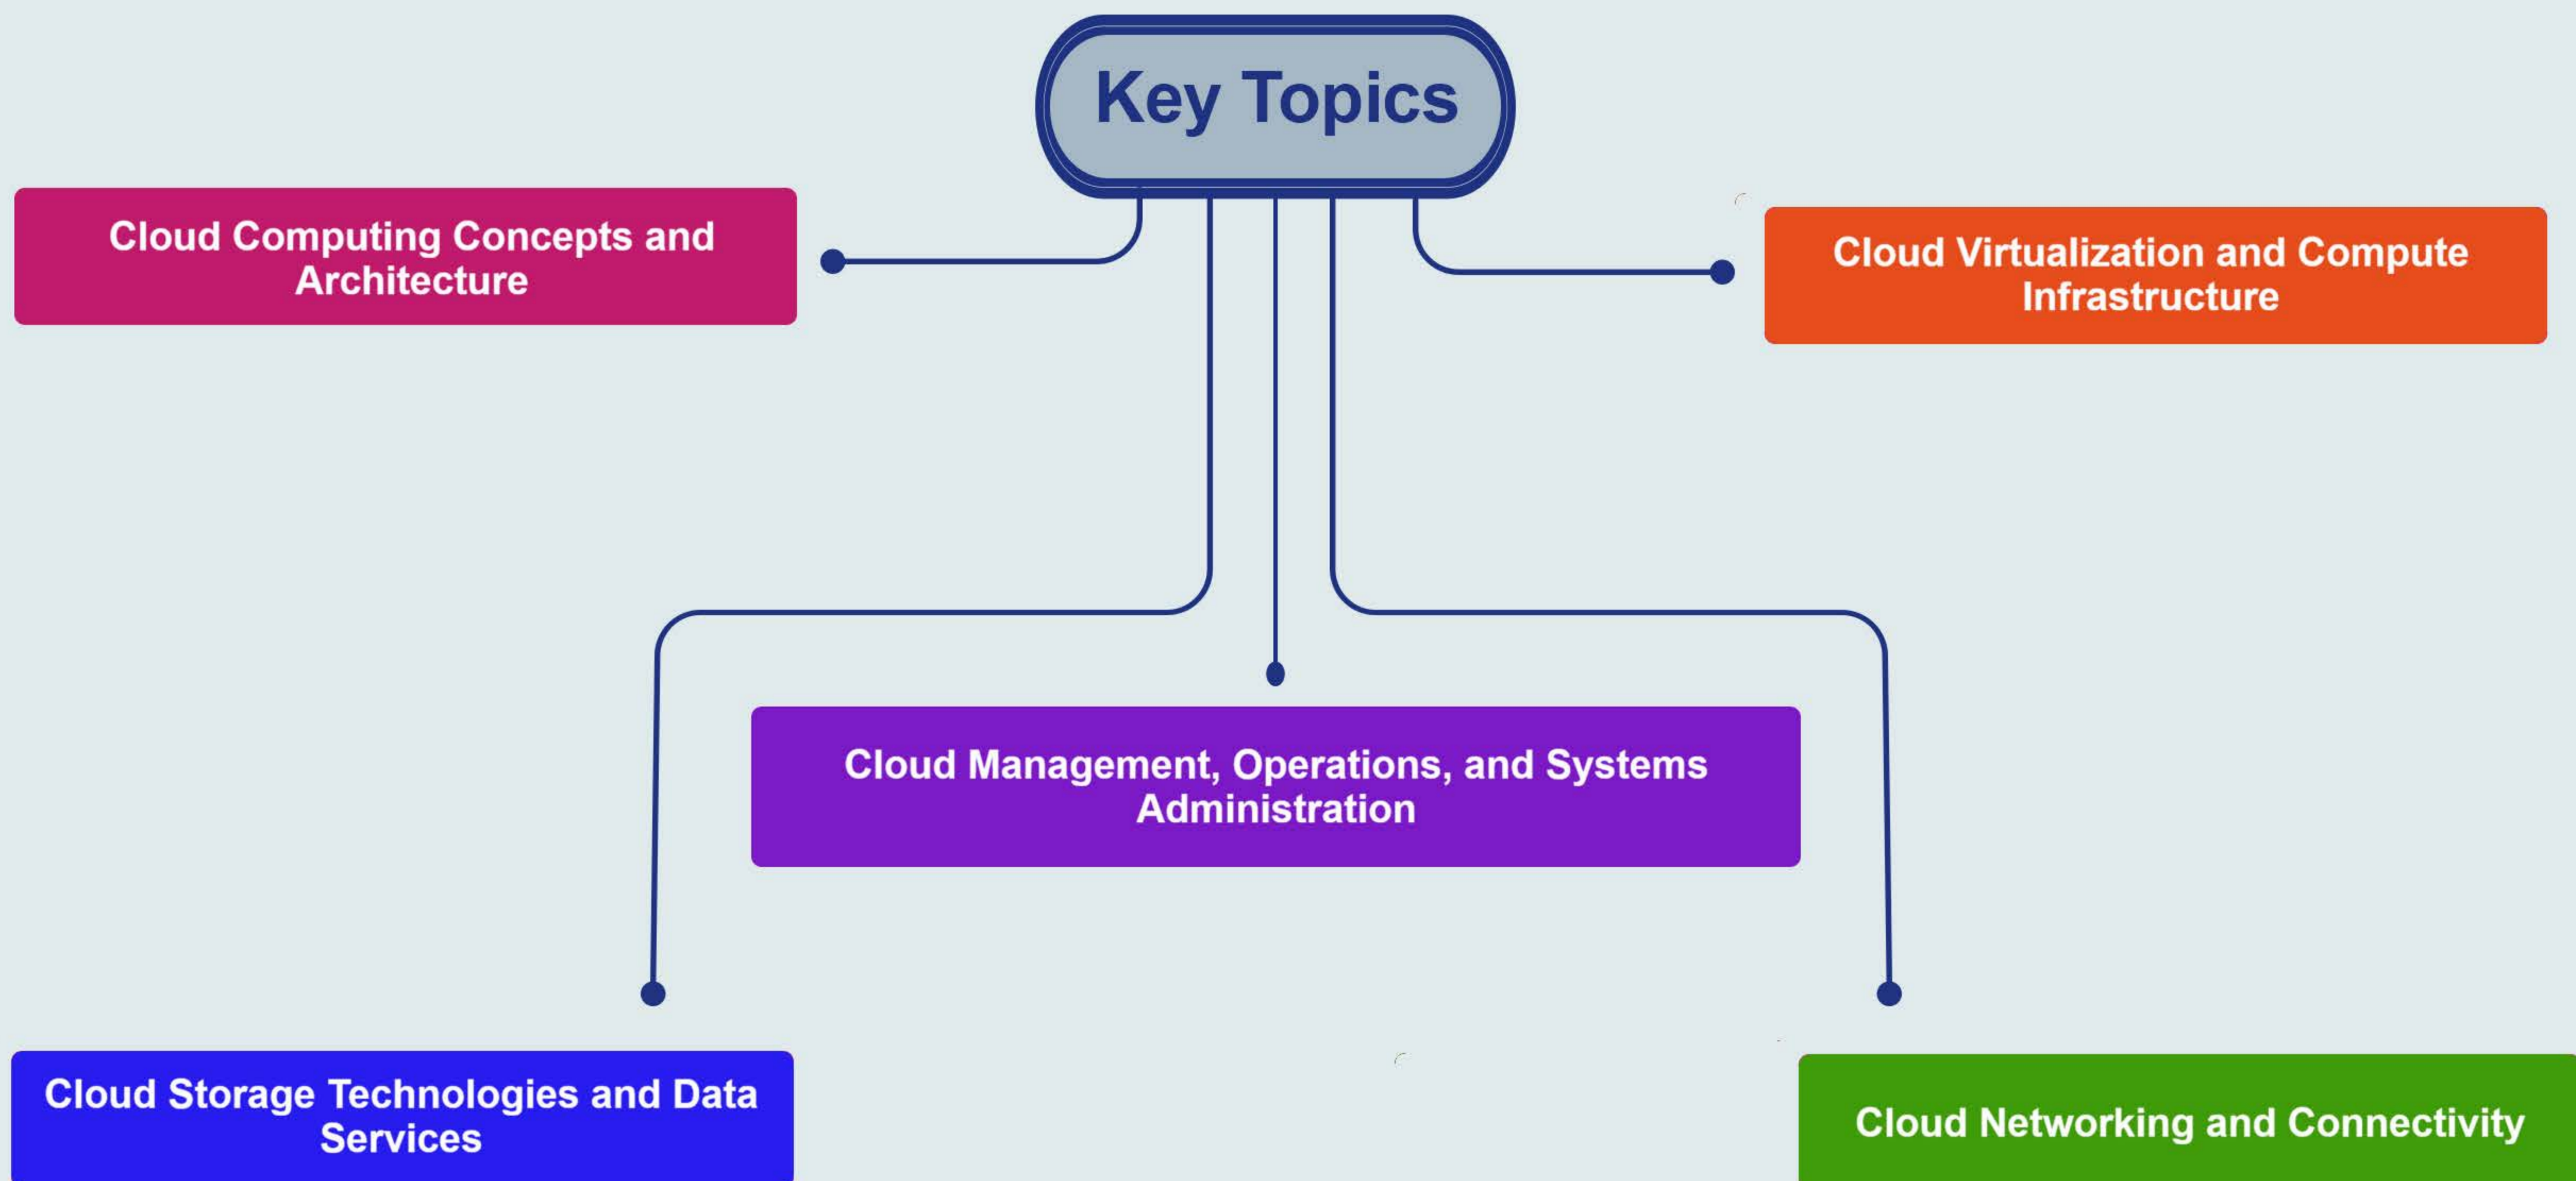 Key Topics
Cloud Computing Concepts and
Architecture
Cloud Virtualization and Compute
Infrastructure
Cloud Management, Operations, and Systems
Administration
Cloud Storage Technologies and Data
Services
Cloud Networking and Connectivity